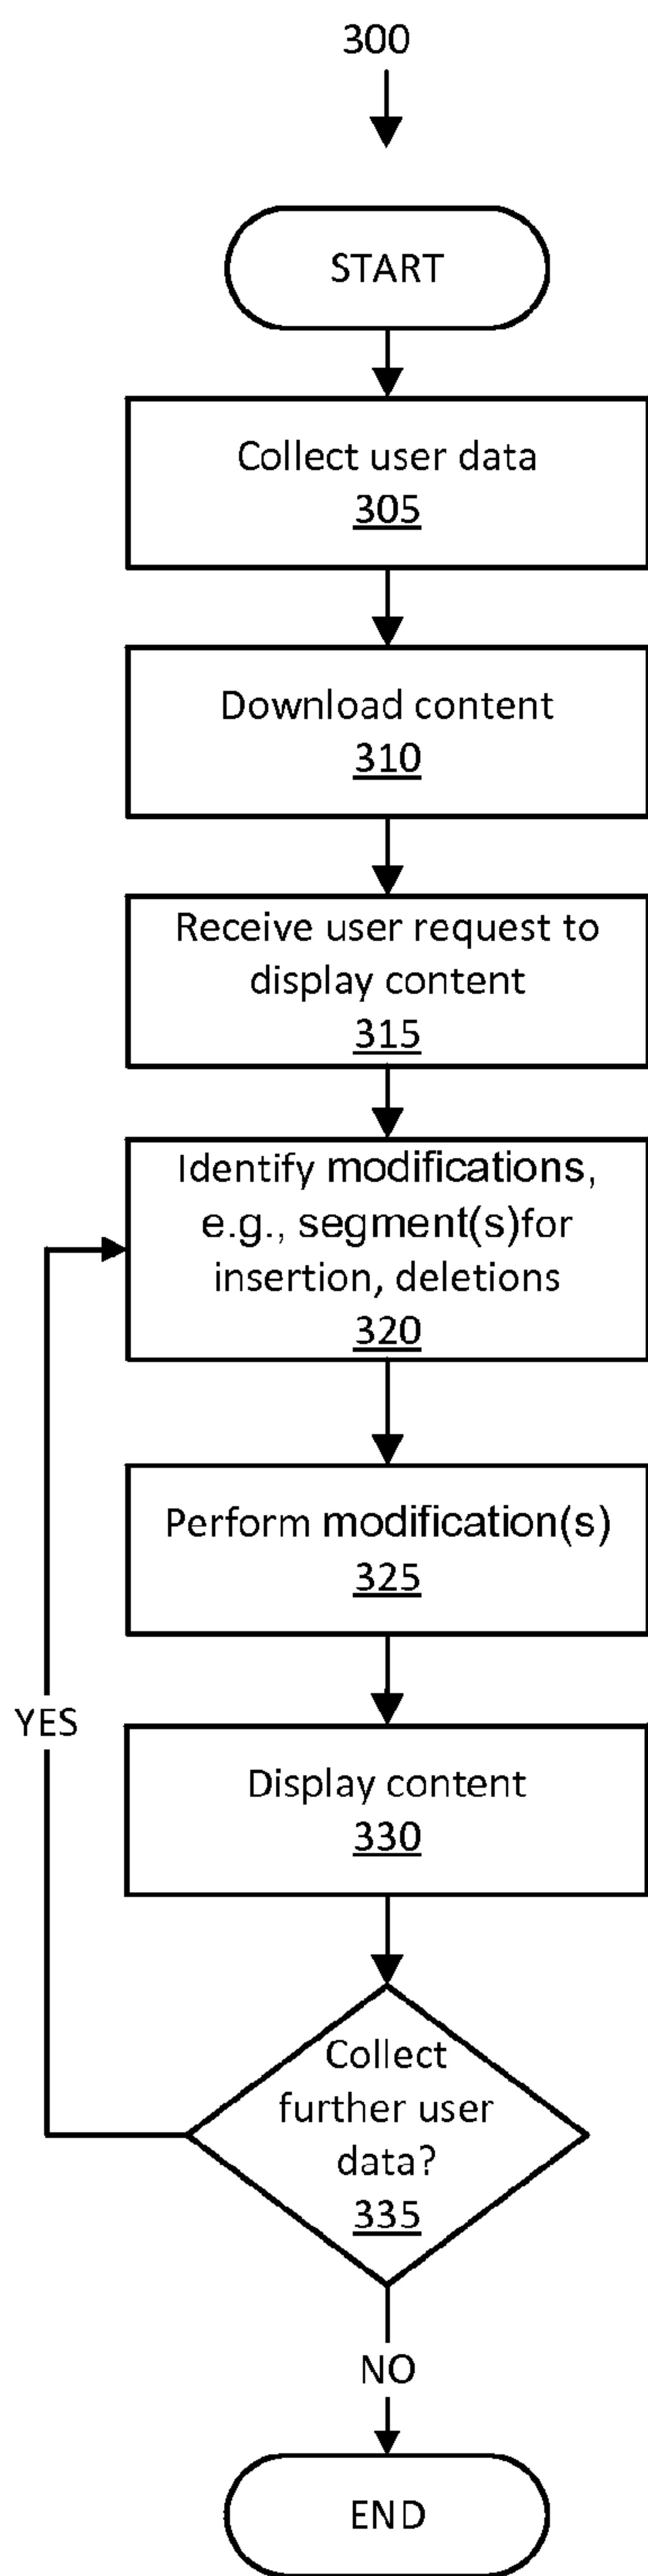 300
START
Collect user data
305
Download content
310
Receive user request to
display content
315
Identify modifications,
e.g., segment(s)for
insertion, deletions
320
Perform modification(s)
325
YES
Display content
330
Collect
further user
data?
335
NO
END